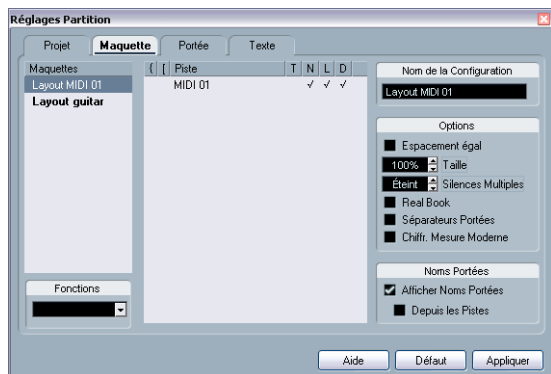 Réglages Partition
Projet
Maquette
Portée
Texte
Maquettes
Layout MIDI 01
Layout guitar
Fonctions
{ [ Piste T N L D
MIDI 01 √ √ √
Nom de la Configuration
Layout MIDI 01
Options
Espacement égal
100% Taille
Éteint Silences Multiples
Real Book
Séparateurs Portées
Chiffr. Mesure Moderne
Noms Portées
Afficher Noms Portées
Depuis les Pistes
Aide
Défaut
Appliquer